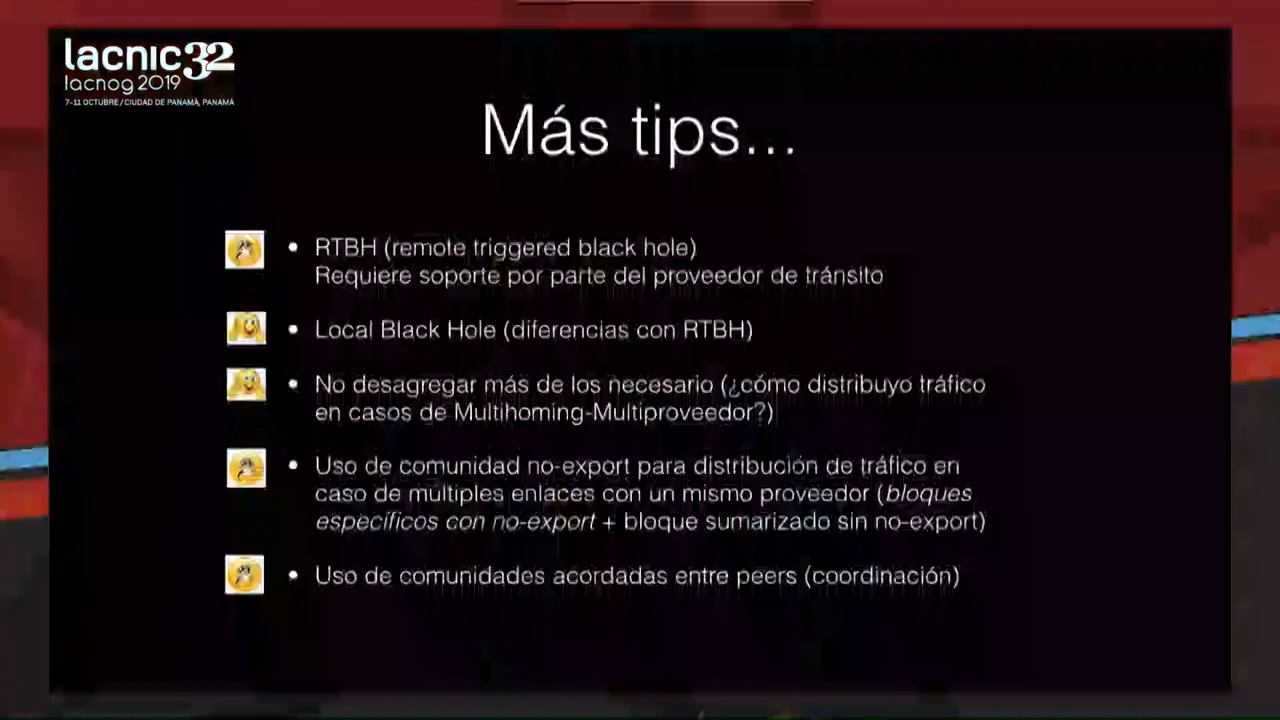 lacnic32
lacnog 2019
7-11 OCTUBRE / CIUDAD DE PANAMÁ, PANAMÁ
Más tips...
• RTBH (remote triggered black hole)
Requiere soporte por parte del proveedor de tránsito
• Local Black Hole (diferencias con RTBH)
• No desagregar más de los necesario (¿cómo distribuyo tráfico
en casos de Multihoming-Multiproveedor?)
• Uso de comunidad no-export para distribución de tráfico en
caso de múltiples enlaces con un mismo proveedor (bloques
específicos con no-export + bloque sumarizado sin no-export)
• Uso de comunidades acordadas entre peers (coordinación)